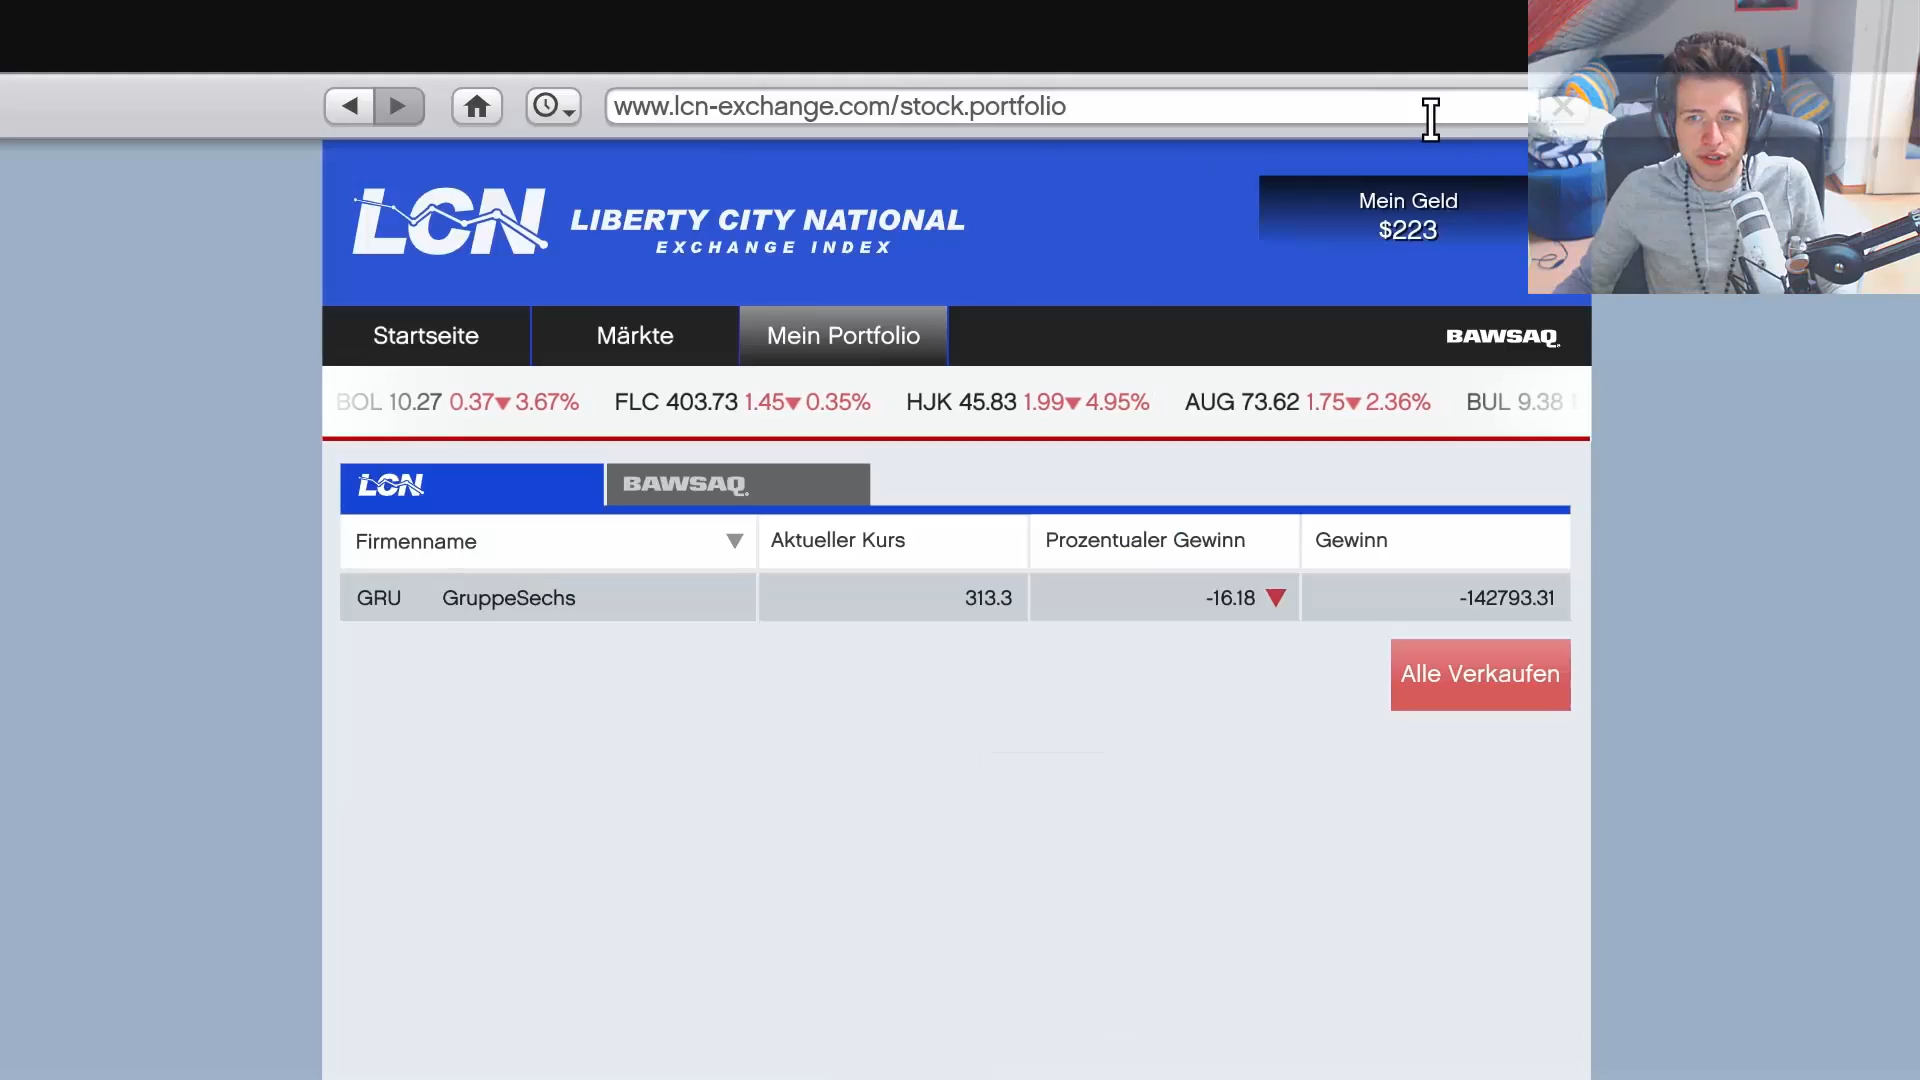 www.lcn-exchange.com/stock.portfolio
LCN LIBERTY CITY NATIONAL
EXCHANGE INDEX
Mein Geld
$223
Startseite Märkte Mein Portfolio BAWSAQ
BOL 10.27 0.37▼3.67% FLC 403.73 1.45▼0.35% HJK 45.83 1.99▼4.95% AUG 73.62 1.75▼2.36% BUL 9.38
LCN BAWSAQ
Firmenname ▼ Aktueller Kurs Prozentualer Gewinn Gewinn
GRU GruppeSechs 313.3 -16.18 ▼ -142793.31
Alle Verkaufen